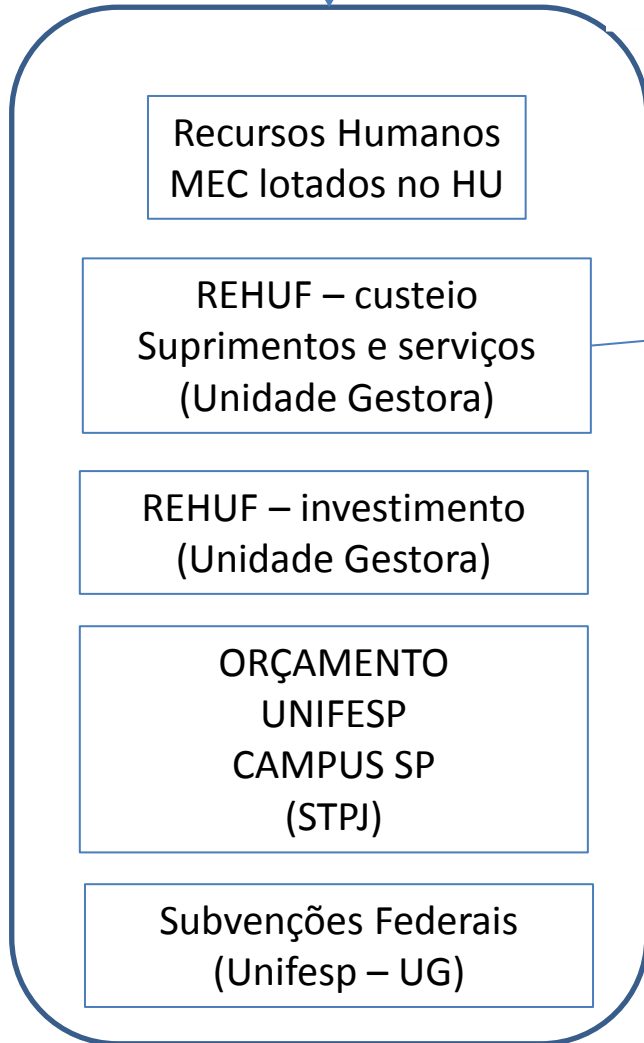 Recursos Humanos
MEC lotados no HU
REHUF – custeio
Suprimentos e serviços
(Unidade Gestora)
REHUF – investimento
(Unidade Gestora)
ORÇAMENTO
UNIFESP
CAMPUS SP
(STPJ)
Subvenções Federais
(Unifesp – UG)